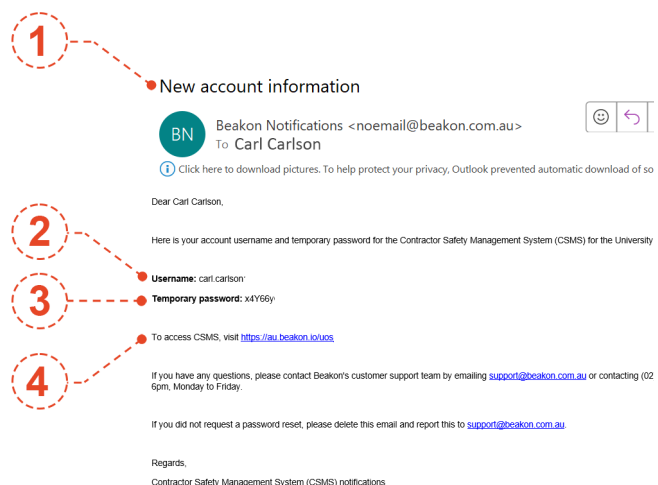 1
New account information
BN
Beakon Notifications <noemail@beakon.com.au>
To Carl Carlson
Click here to download pictures. To help protect your privacy, Outlook prevented automatic download of so
Dear Carl Carlson,
2
Here is your account username and temporary password for the Contractor Safety Management System (CSMS) for the University
Username: carl.carlson
3
Temporary password: x4Y66y
To access CSMS, visit https://au.beakon.io/uos
4
If you have any questions, please contact Beakon's customer support team by emailing support@beakon.com.au or contacting (02
6pm, Monday to Friday.
If you did not request a password reset, please delete this email and report this to support@beakon.com.au.
Regards,
Contractor Safety Management System (CSMS) notifications